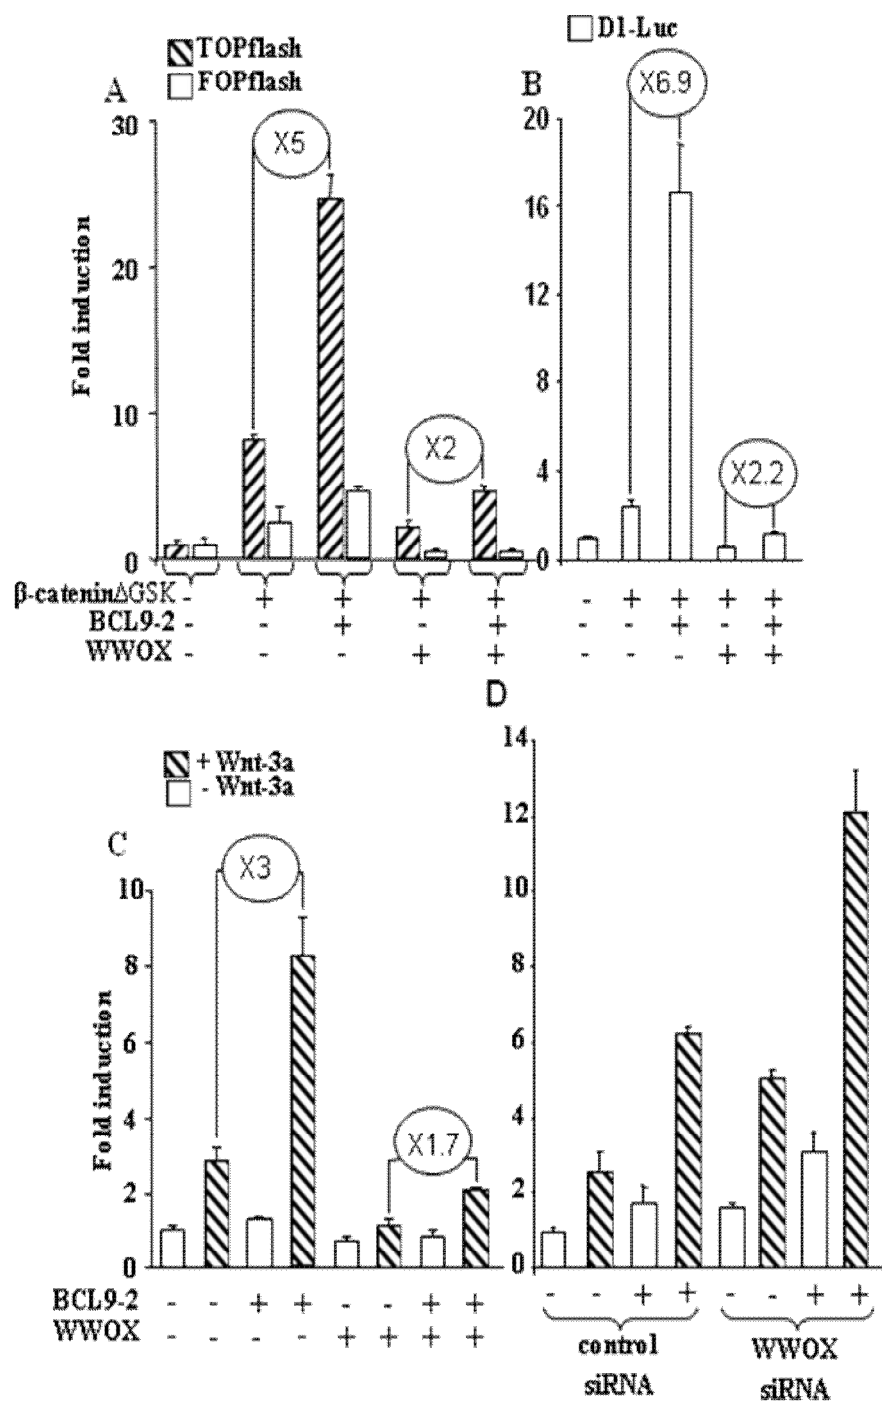 TOPflash
FOPflash
A
X5
30
20
10
0
Fold induction
X2
β-cateninΔGSK - + + + +
BCL9-2 - - + - +
WWOX - - - + +
D1-Luc
B
X6.9
20
16
12
8
4
0
X2.2
- + + + +
- - + - +
- - - + +
+ Wnt-3a
- Wnt-3a
C
X3
10
8
6
4
2
0
Fold induction
X1.7
BCL9-2 - - + + - - + +
WWOX - - - - + + + +
D
14
12
10
8
6
4
2
0
- - + + - - + +
control WWOX
siRNA siRNA